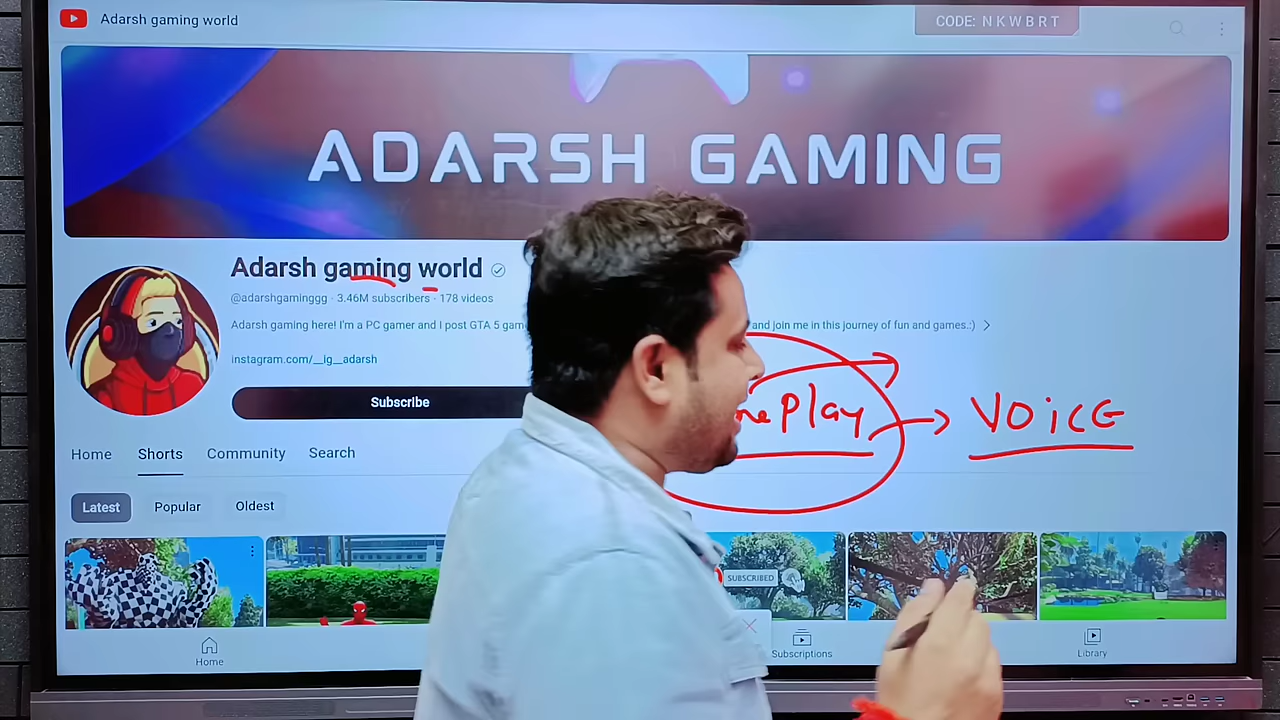 Adarsh gaming world
CODE: NKWBRT
ADARSH GAMING
Adarsh gaming world
@adarshgaminggg · 3.46M subscribers · 178 videos
Adarsh gaming here! I'm a PC gamer and I post GTA 5 and join me in this journey of fun and games.:)
instagram.com/__ig__adarsh
Subscribe
Play → VOiCE
Home Shorts Community Search
Latest Popular Oldest
SUBSCRIBED
Home Subscriptions Library